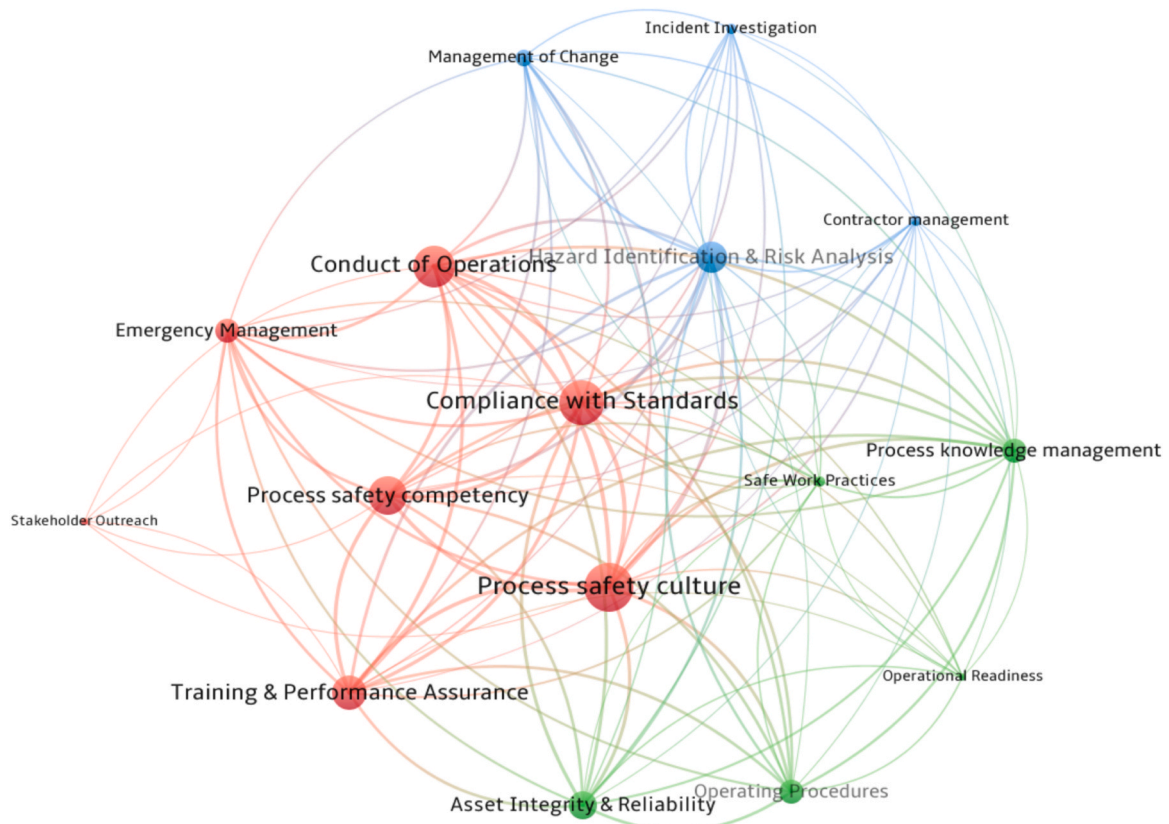 Incident Investigation
Management of Change
Contractor management
Hazard Identification & Risk Analysis
Conduct of Operations
Emergency Management
Compliance with Standards
Process knowledge management
Safe Work Practices
Process safety competency
Stakeholder Outreach
Process safety culture
Operational Readiness
Training & Performance Assurance
Operating Procedures
Asset Integrity & Reliability